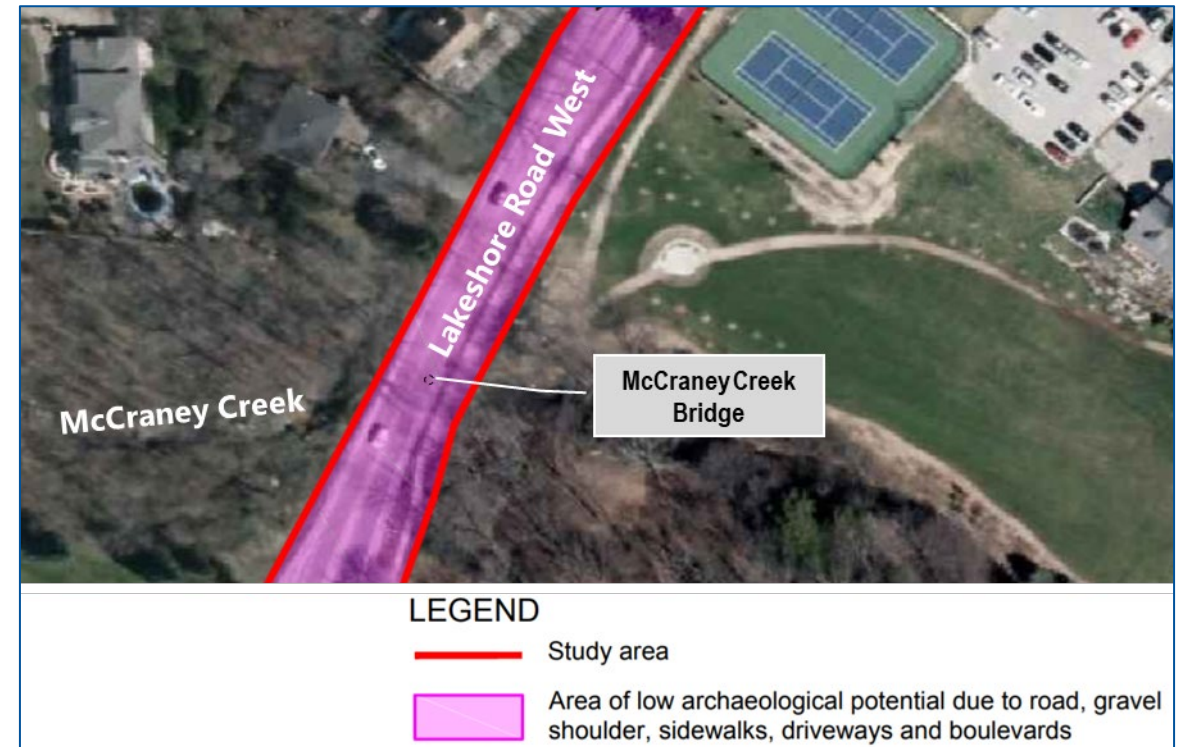 Lakeshore Road West
McCraney Creek
McCraney Creek
Bridge
LEGEND
Study area
Area of low archaeological potential due to road, gravel
shoulder, sidewalks, driveways and boulevards